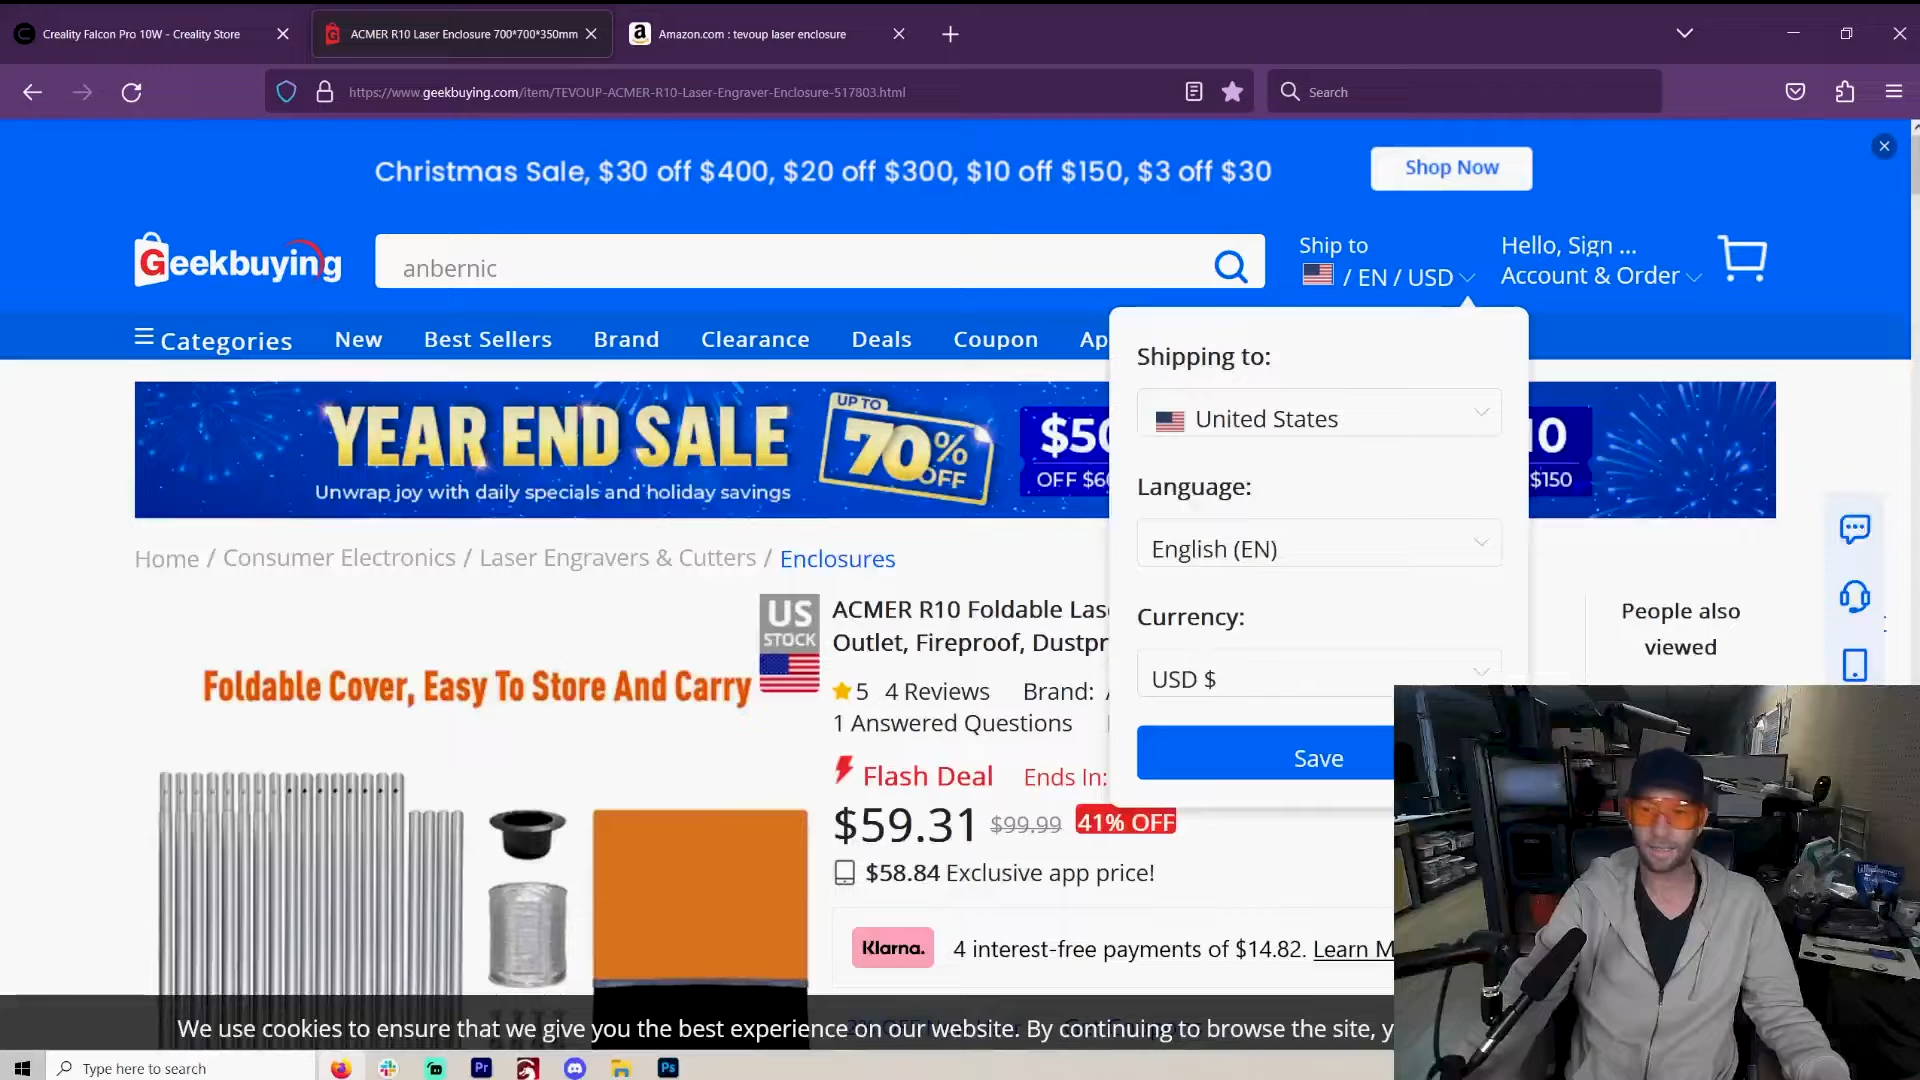 Creality Falcon Pro 10W - Creality Store
ACMER R10 Laser Enclosure 700*700*350mm
Amazon.com : tevoup laser enclosure
https://www.geekbuying.com/item/TEVOUP-ACMER-R10-Laser-Engraver-Enclosure-517803.html
Search
Christmas Sale, $30 off $400, $20 off $300, $10 off $150, $3 off $30
Shop Now
Geekbuying
anbernic
Ship to
/ EN / USD
Hello, Sign ...
Account & Order
Categories
New
Best Sellers
Brand
Clearance
Deals
Coupon
Ap
Shipping to:
United States
Language:
English (EN)
Currency:
USD $
Save
YEAR END SALE
Unwrap joy with daily specials and holiday savings
UP TO
70% OFF
$50
OFF $60
10
$150
Home / Consumer Electronics / Laser Engravers & Cutters / Enclosures
US
STOCK
Foldable Cover, Easy To Store And Carry
ACMER R10 Foldable Las
Outlet, Fireproof, Dustpr
5 4 Reviews Brand:
1 Answered Questions
Flash Deal Ends In:
$59.31 $99.99 41% OFF
$58.84 Exclusive app price!
Klarna. 4 interest-free payments of $14.82. Learn M
People also
viewed
We use cookies to ensure that we give you the best experience on our website. By continuing to browse the site, y
Type here to search
Pr
Ps